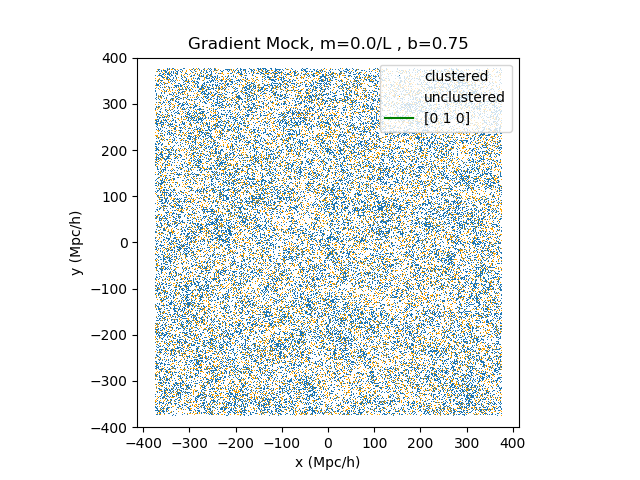 Gradient Mock, m=0.0/L , b=0.75
clustered
unclustered
[0 1 0]
400
300
200
100
0
−100
−200
−300
−400
y (Mpc/h)
−400 −300 −200 −100 0 100 200 300 400
x (Mpc/h)